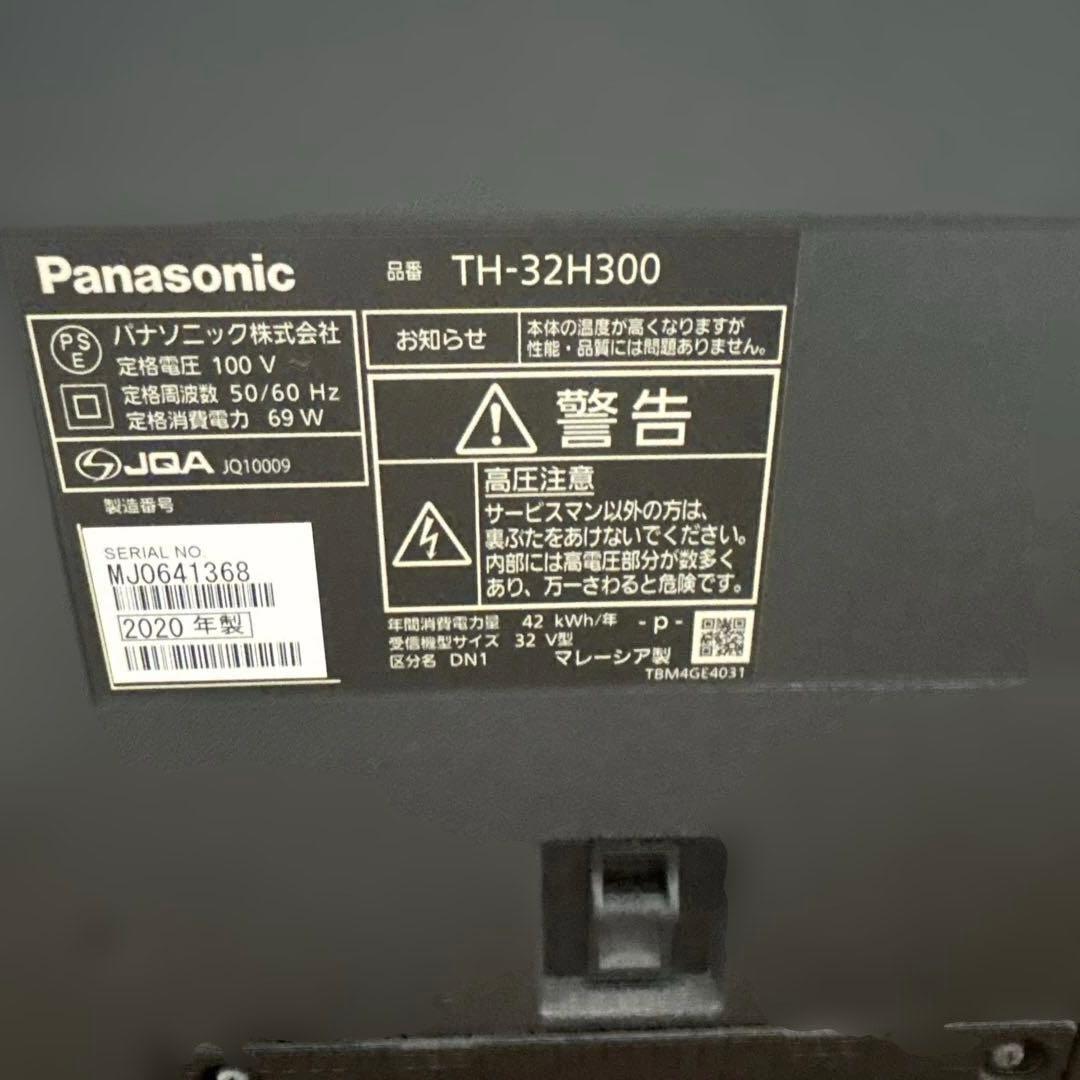 Panasonic
品番 TH-32H300
PS
E
パナソニック株式会社
定格電圧 100 V
定格周波数 50/60 Hz
定格消費電力 69 W
JQA JQ10009
製造番号
SERIAL NO.
MJ0641368
2020 年製
お知らせ
本体の温度が高くなりますが
性能・品質には問題ありません。
警告
高圧注意
サービスマン以外の方は、
裏ぶたをあけないでください。
内部には高電圧部分が数多く
あり、万一さわると危険です。
年間消費電力量 42 kWh/年 -p-
受信機型サイズ 32 V型
区分名 DN1 マレーシア製
TBM4GE4031